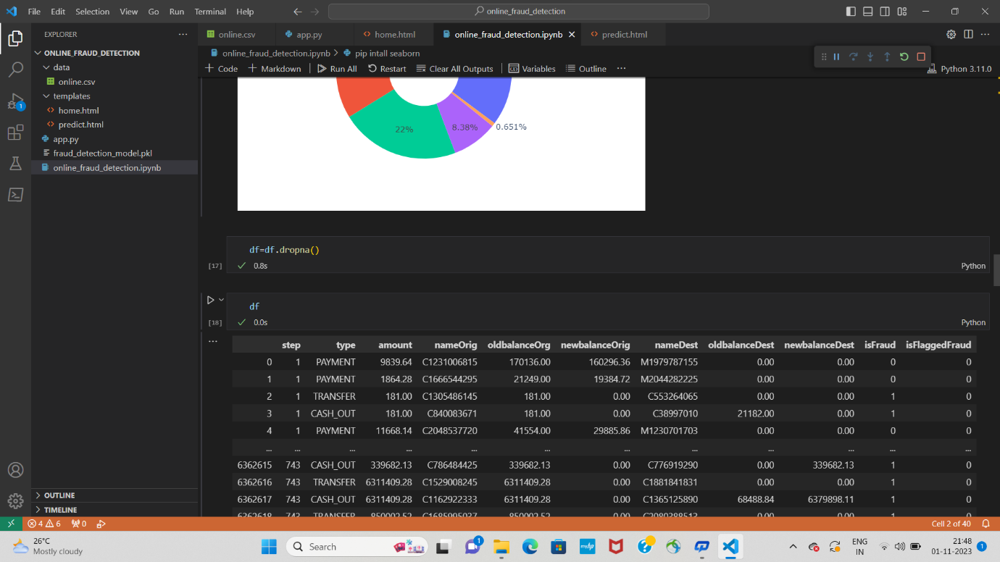 File Edit Selection View Go Run Terminal Help
online_fraud_detection
EXPLORER
online.csv app.py home.html online_fraud_detection.ipynb predict.html
ONLINE_FRAUD_DETECTION
data
online.csv
templates
home.html
predict.html
app.py
fraud_detection_model.pkl
online_fraud_detection.ipynb
OUTLINE
TIMELINE
online_fraud_detection.ipynb > pip intall seaborn
+ Code + Markdown Run All Restart Clear All Outputs Variables Outline ... Python 3.11.0
22% 8.38% 0.651%
df=df.dropna()
[17] 0.8s Python
df
[18] 0.0s Python
step type amount nameOrig oldbalanceOrg newbalanceOrig nameDest oldbalanceDest newbalanceDest isFraud isFlaggedFraud
0 1 PAYMENT 9839.64 C1231006815 170136.00 160296.36 M1979787155 0.00 0.00 0 0
1 1 PAYMENT 1864.28 C1666544295 21249.00 19384.72 M2044282225 0.00 0.00 0 0
2 1 TRANSFER 181.00 C1305486145 181.00 0.00 C553264065 0.00 0.00 1 0
3 1 CASH_OUT 181.00 C840083671 181.00 0.00 C38997010 21182.00 0.00 1 0
4 1 PAYMENT 11668.14 C2048537720 41554.00 29885.86 M1230701703 0.00 0.00 0 0
... ... ... ... ... ... ... ... ... ... ... ...
6362615 743 CASH_OUT 339682.13 C786484425 339682.13 0.00 C776919290 0.00 339682.13 1 0
6362616 743 TRANSFER 6311409.28 C1529008245 6311409.28 0.00 C1881841831 0.00 0.00 1 0
6362617 743 CASH_OUT 6311409.28 C1162922333 6311409.28 0.00 C1365125890 68488.84 6379898.11 1 0
6362618 743 TRANSFER 850002.52 C1685995037 850002.52 0.00 C2080388513 0.00 0.00 1 0
4 6 0 Cell 2 of 40
26°C
Mostly cloudy
Search
myhp
1
ENG
IN
21:48
01-11-2023
1